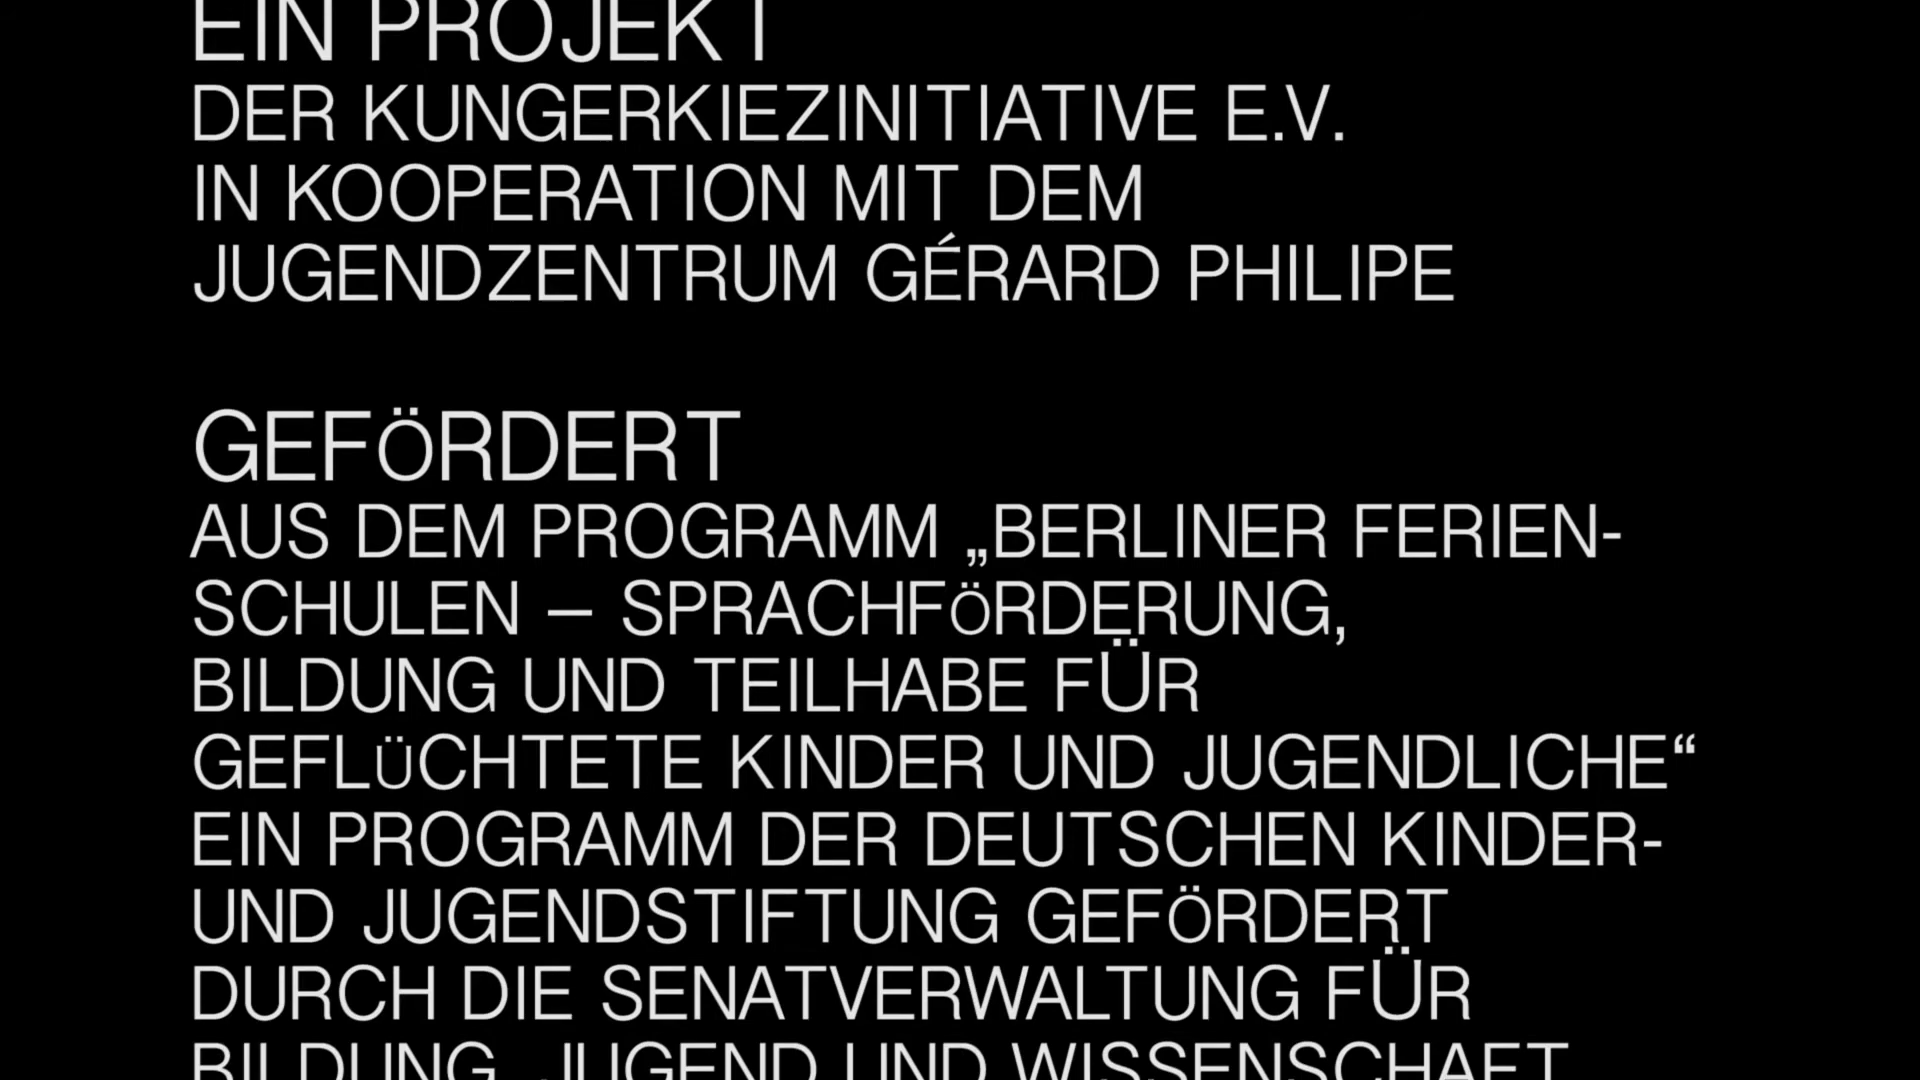 EIN PROJEKT
DER KUNGERKIEZINITIATIVE E.V.
IN KOOPERATION MIT DEM
JUGENDZENTRUM GÉRARD PHILIPE
GEFÖRDERT
AUS DEM PROGRAMM „BERLINER FERIEN-
SCHULEN – SPRACHFÖRDERUNG,
BILDUNG UND TEILHABE FÜR
GEFLÜCHTETE KINDER UND JUGENDLICHE“
EIN PROGRAMM DER DEUTSCHEN KINDER-
UND JUGENDSTIFTUNG GEFÖRDERT
DURCH DIE SENATVERWALTUNG FÜR
BILDUNG, JUGEND UND WISSENSCHAFT